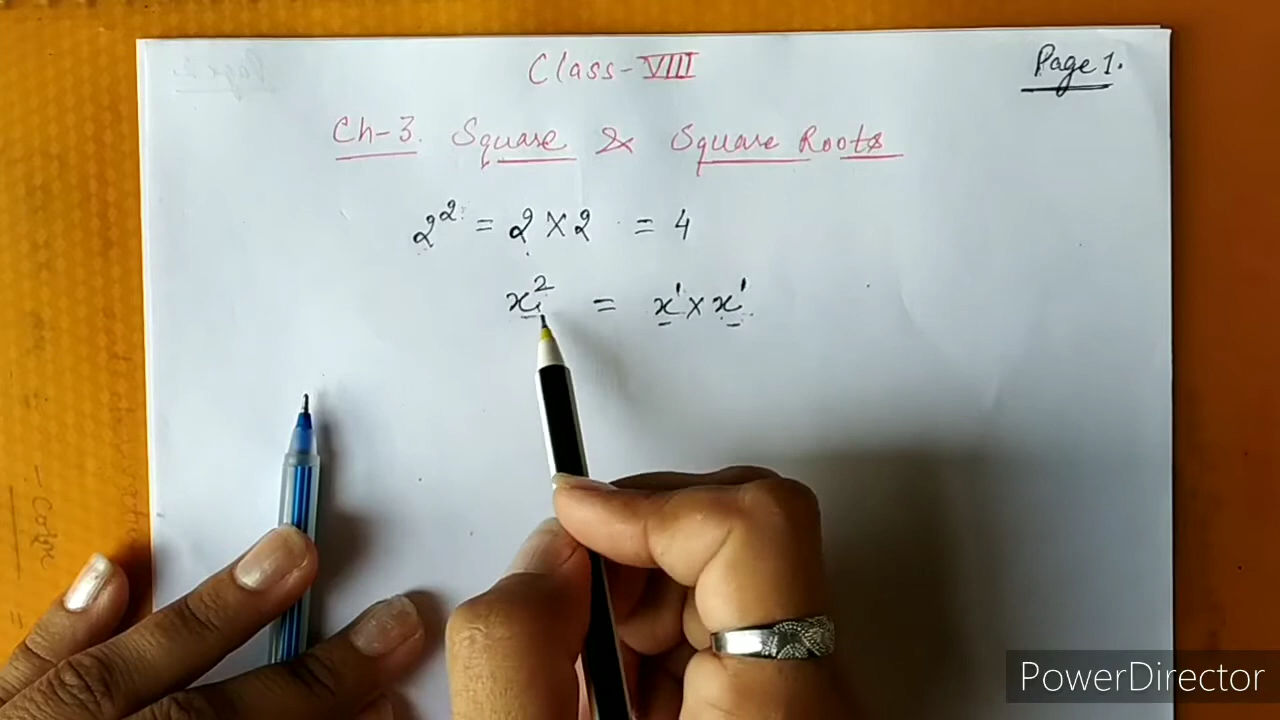 Class-VIII
Page 1.
Ch-3. Square & Square Roots
2² = 2 × 2 = 4
x² = x¹ × x¹
PowerDirector